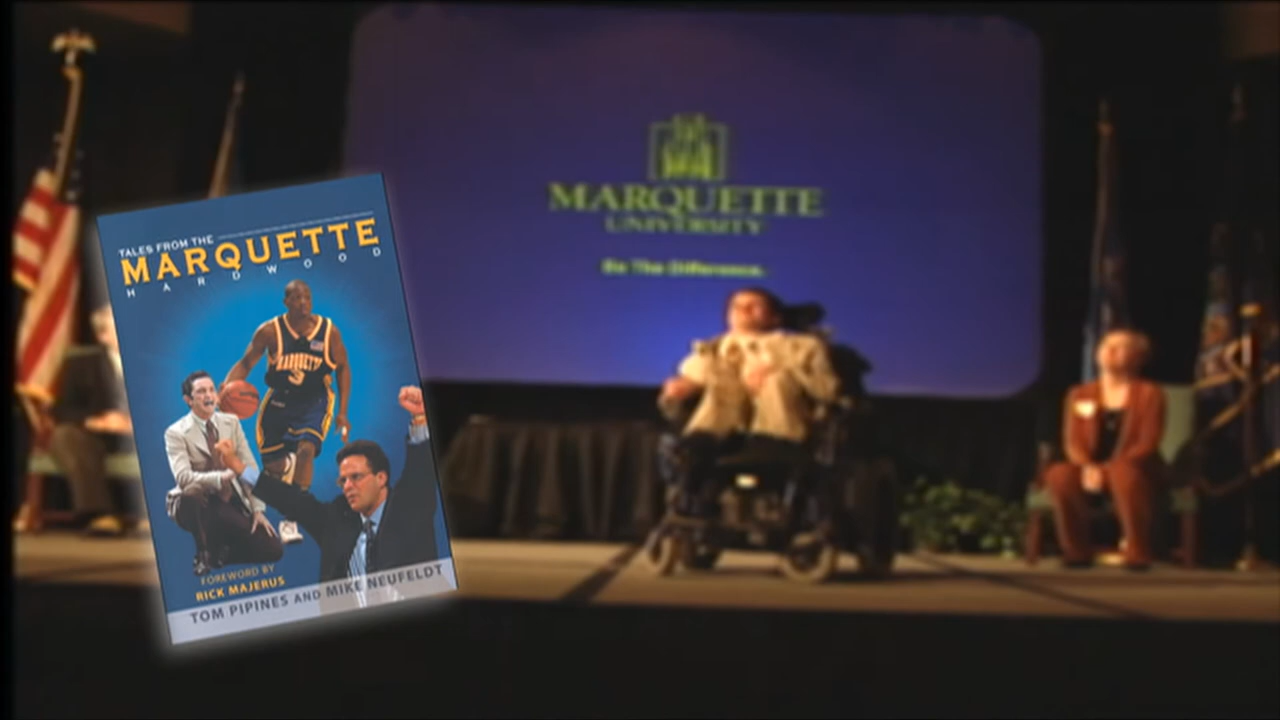 TALES FROM THE
MARQUETTE
HARDWOOD
MARQUETTE
3
FOREWORD BY
RICK MAJERUS
TOM PIPINES AND MIKE NEUFELDT
MARQUETTE
UNIVERSITY
Be The Difference.